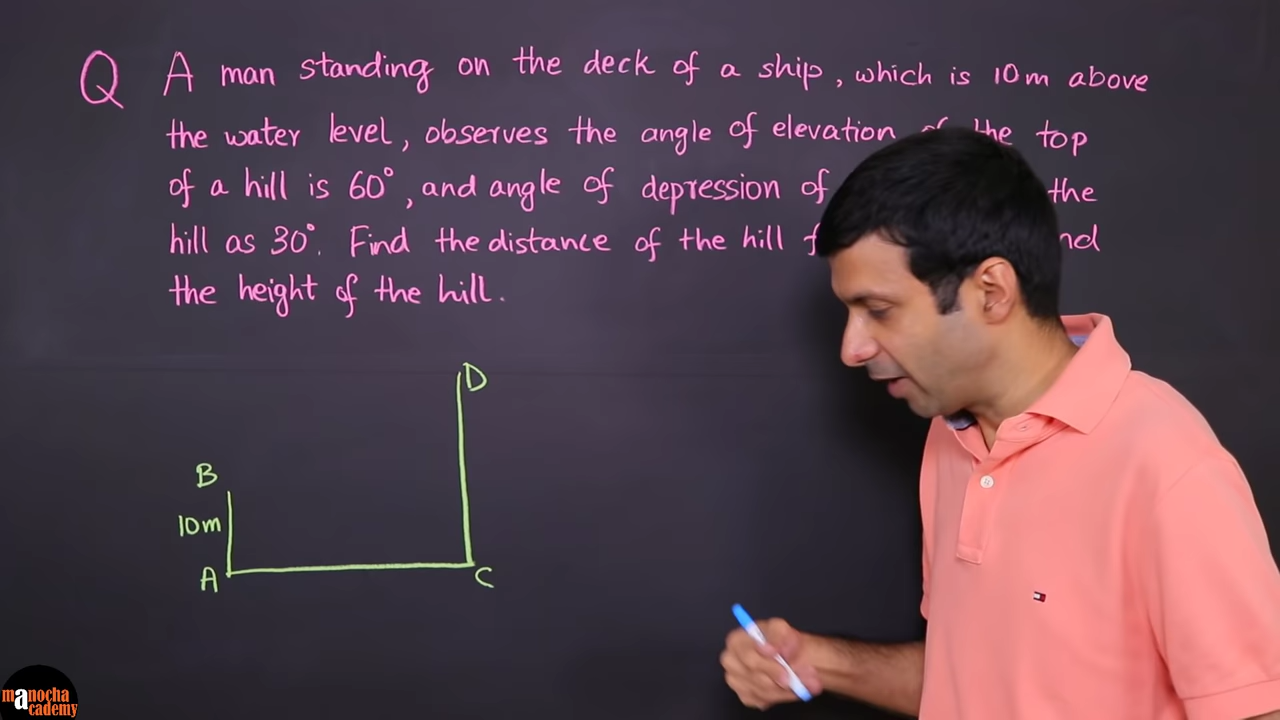 Q A man standing on the deck of a ship, which is 10m above
the water level, observes the angle of elevation of the top
of a hill is 60°, and angle of depression of the
hill as 30°. Find the distance of the hill
the height of the hill.
D
B
10m
A
C
manocha
academy